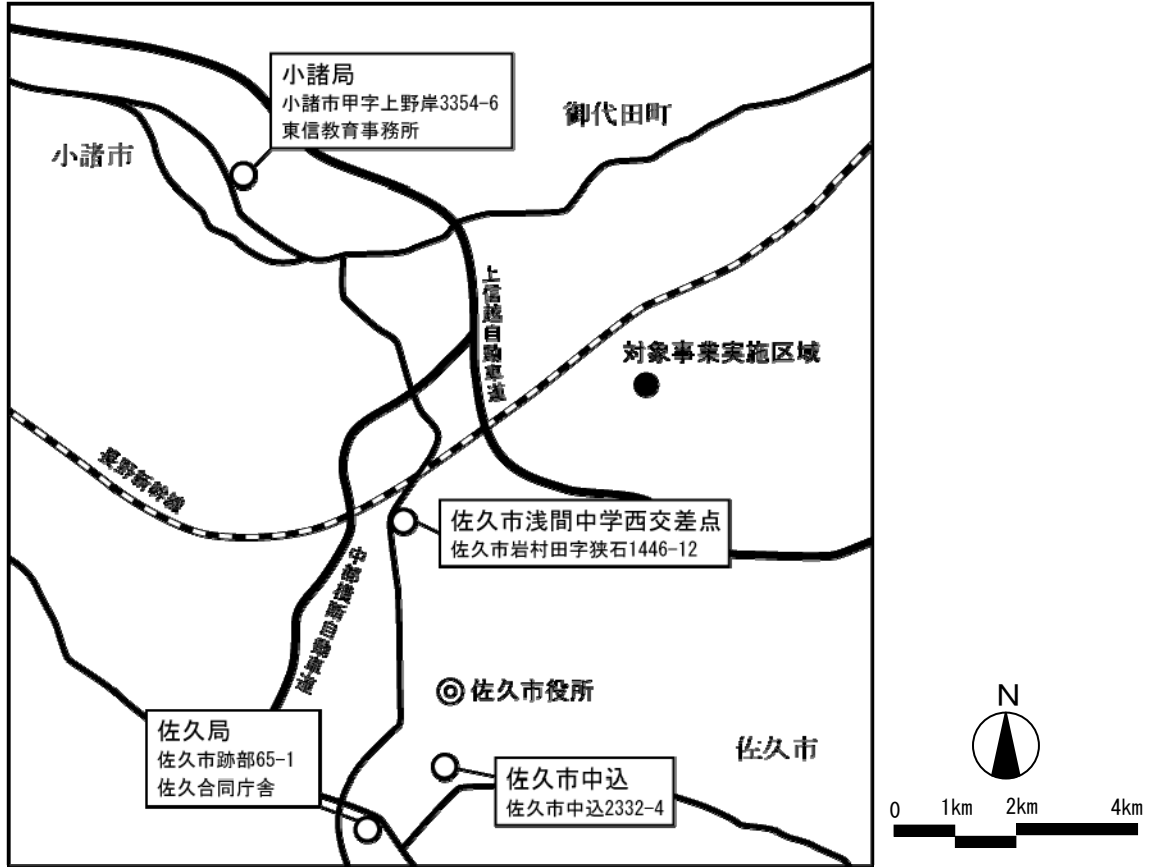 小諸局
小諸市甲字上野岸3354-6
東信教育事務所
御代田町
小諸市
上信越自動車道
対象事業実施区域
長野新幹線
佐久市浅間中学西交差点
佐久市岩村田字狭石1446-12
中部横断自動車道
佐久市役所
佐久局
佐久市跡部65-1
佐久合同庁舎
佐久市
佐久市中込
佐久市中込2332-4
N
0 1km 2km 4km